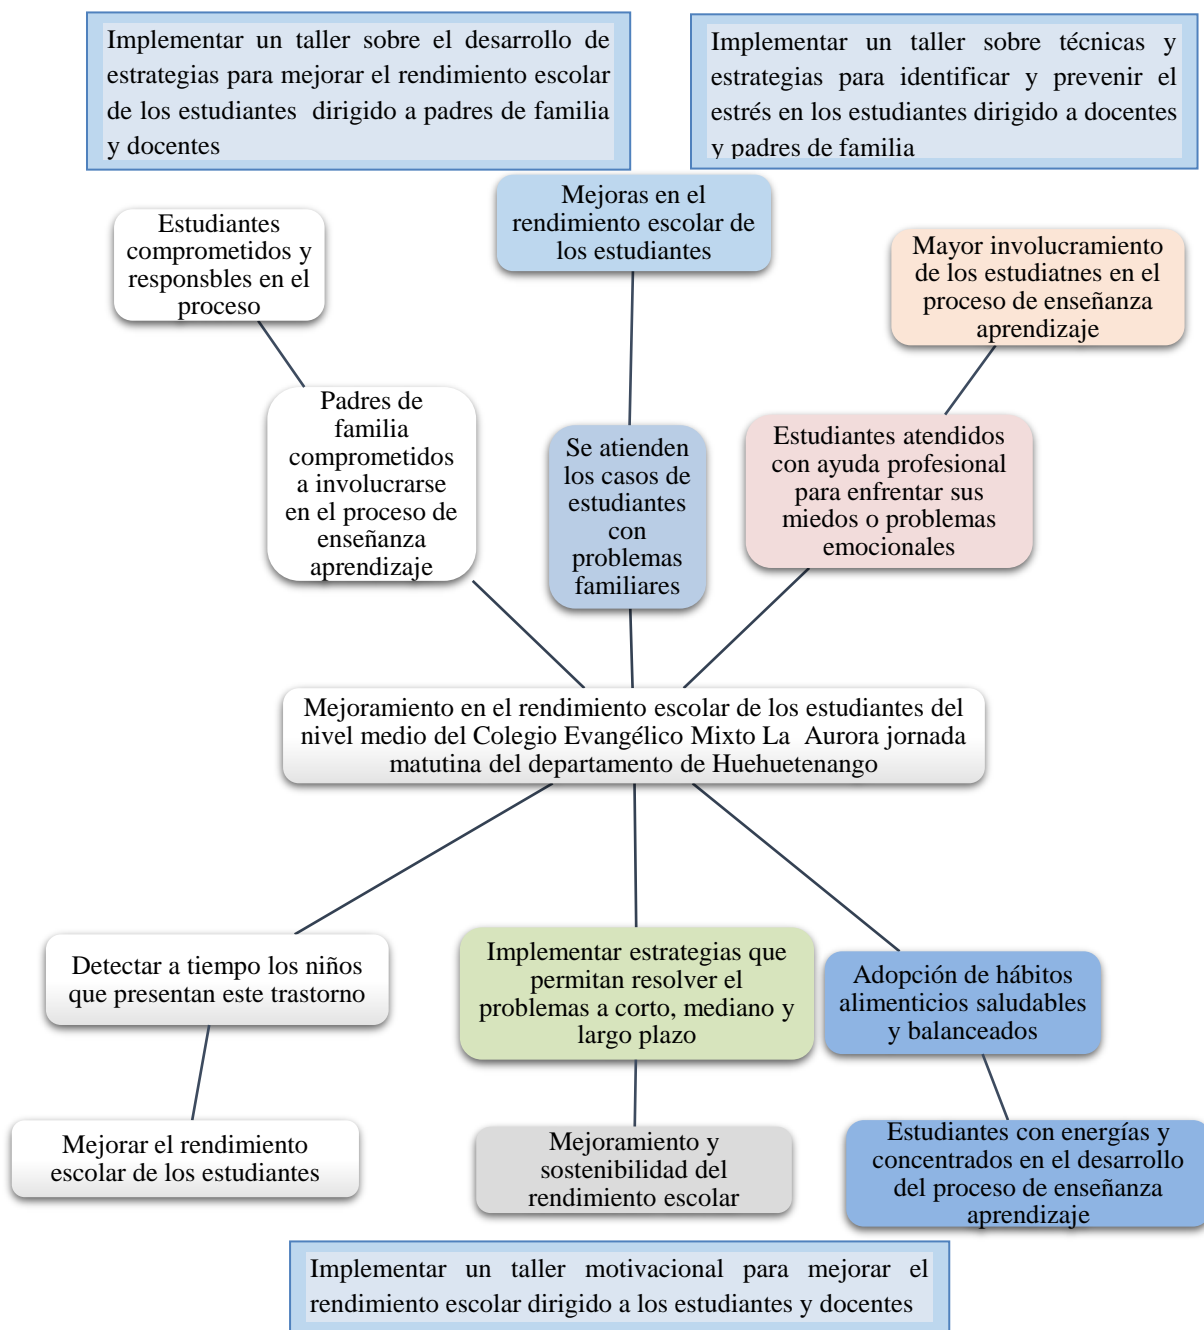 Implementar un taller sobre el desarrollo de
estrategias para mejorar el rendimiento escolar
de los estudiantes dirigido a padres de familia
y docentes
Implementar un taller sobre técnicas y
estrategias para identificar y prevenir el
estrés en los estudiantes dirigido a docentes
y padres de familia
Estudiantes
comprometidos y
responsbles en el
proceso
Mejoras en el
rendimiento escolar de
los estudiantes
Mayor involucramiento
de los estudiatnes en el
proceso de enseñanza
aprendizaje
Padres de
familia
comprometidos
a involucrarse
en el proceso de
enseñanza
aprendizaje
Se atienden
los casos de
estudiantes
con
problemas
familiares
Estudiantes atendidos
con ayuda profesional
para enfrentar sus
miedos o problemas
emocionales
Mejoramiento en el rendimiento escolar de los estudiantes del
nivel medio del Colegio Evangélico Mixto La Aurora jornada
matutina del departamento de Huehuetenango
Detectar a tiempo los niños
que presentan este trastorno
Implementar estrategias que
permitan resolver el
problemas a corto, mediano y
largo plazo
Adopción de hábitos
alimenticios saludables
y balanceados
Mejorar el rendimiento
escolar de los estudiantes
Mejoramiento y
sostenibilidad del
rendimiento escolar
Estudiantes con energías y
concentrados en el desarrollo
del proceso de enseñanza
aprendizaje
Implementar un taller motivacional para mejorar el
rendimiento escolar dirigido a los estudiantes y docentes